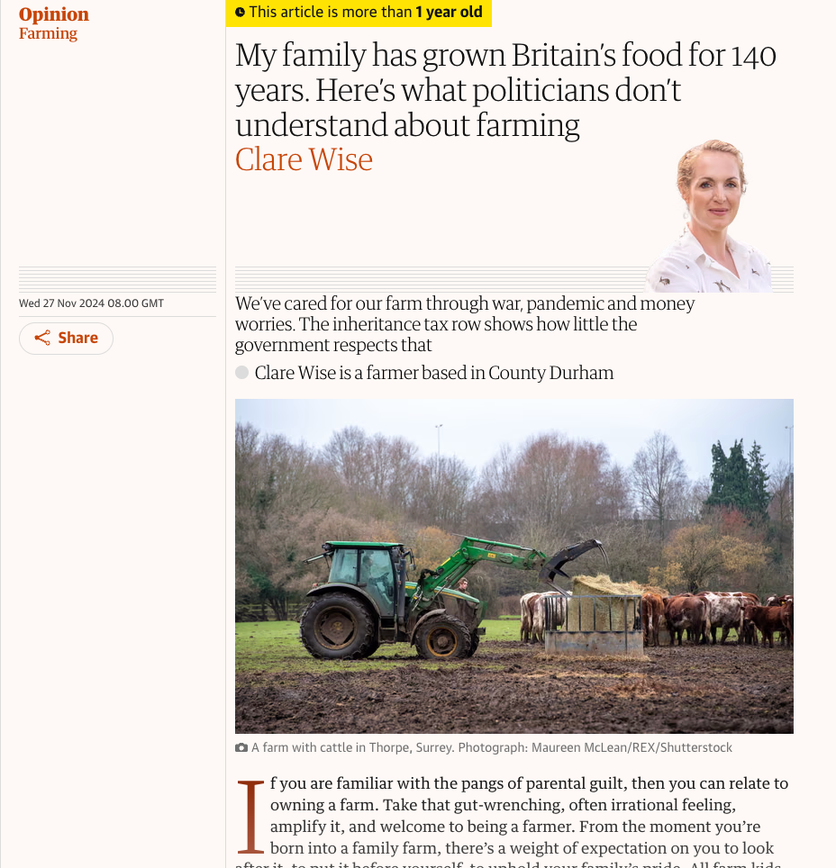 Opinion
Farming
This article is more than 1 year old
My family has grown Britain’s food for 140
years. Here’s what politicians don’t
understand about farming
Clare Wise
Wed 27 Nov 2024 08.00 GMT
Share
We’ve cared for our farm through war, pandemic and money
worries. The inheritance tax row shows how little the
government respects that
Clare Wise is a farmer based in County Durham
A farm with cattle in Thorpe, Surrey. Photograph: Maureen McLean/REX/Shutterstock
If you are familiar with the pangs of parental guilt, then you can relate to
owning a farm. Take that gut-wrenching, often irrational feeling,
amplify it, and welcome to being a farmer. From the moment you’re
born into a family farm, there’s a weight of expectation on you to look
after it, to put it before yourself, to uphold your family’s pride. All farm kids